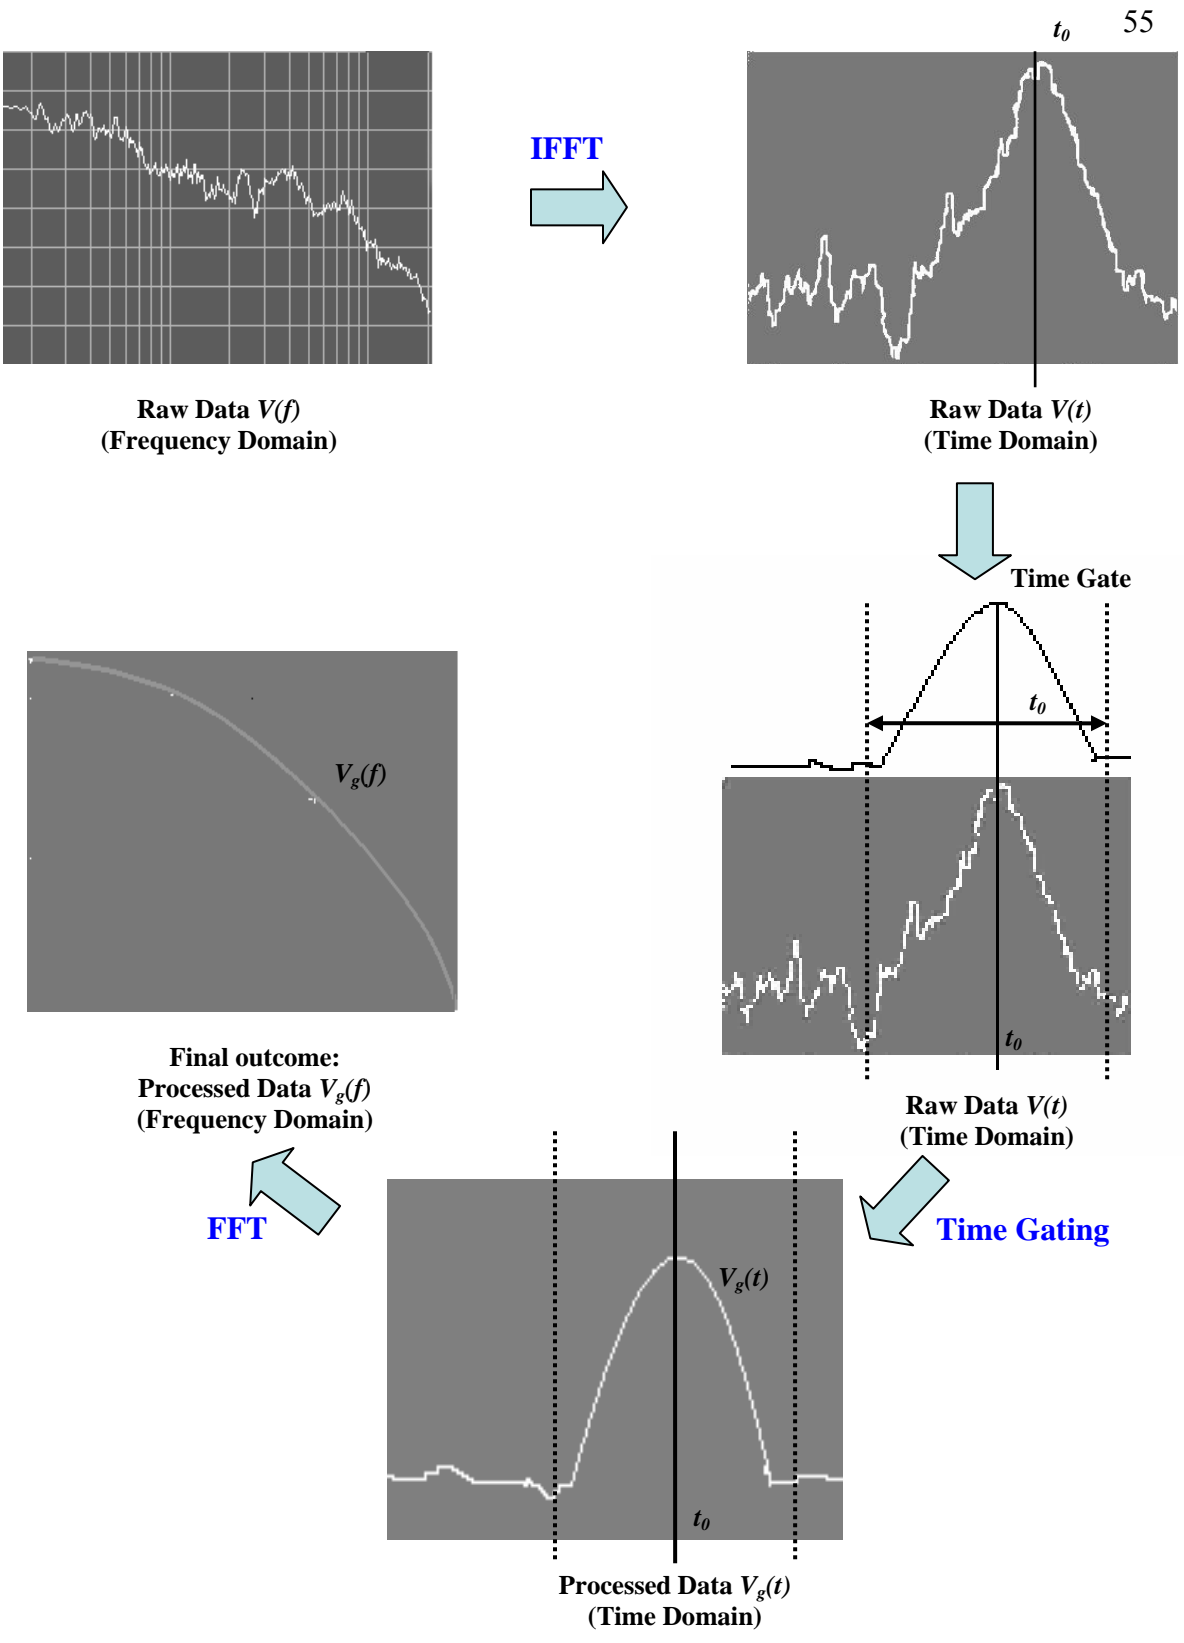 55
t0
IFFT
Raw Data V(f)
(Frequency Domain)
Raw Data V(t)
(Time Domain)
Time Gate
t0
Vg(f)
t0
Final outcome:
Processed Data Vg(f)
(Frequency Domain)
Raw Data V(t)
(Time Domain)
FFT
Time Gating
Vg(t)
t0
Processed Data Vg(t)
(Time Domain)